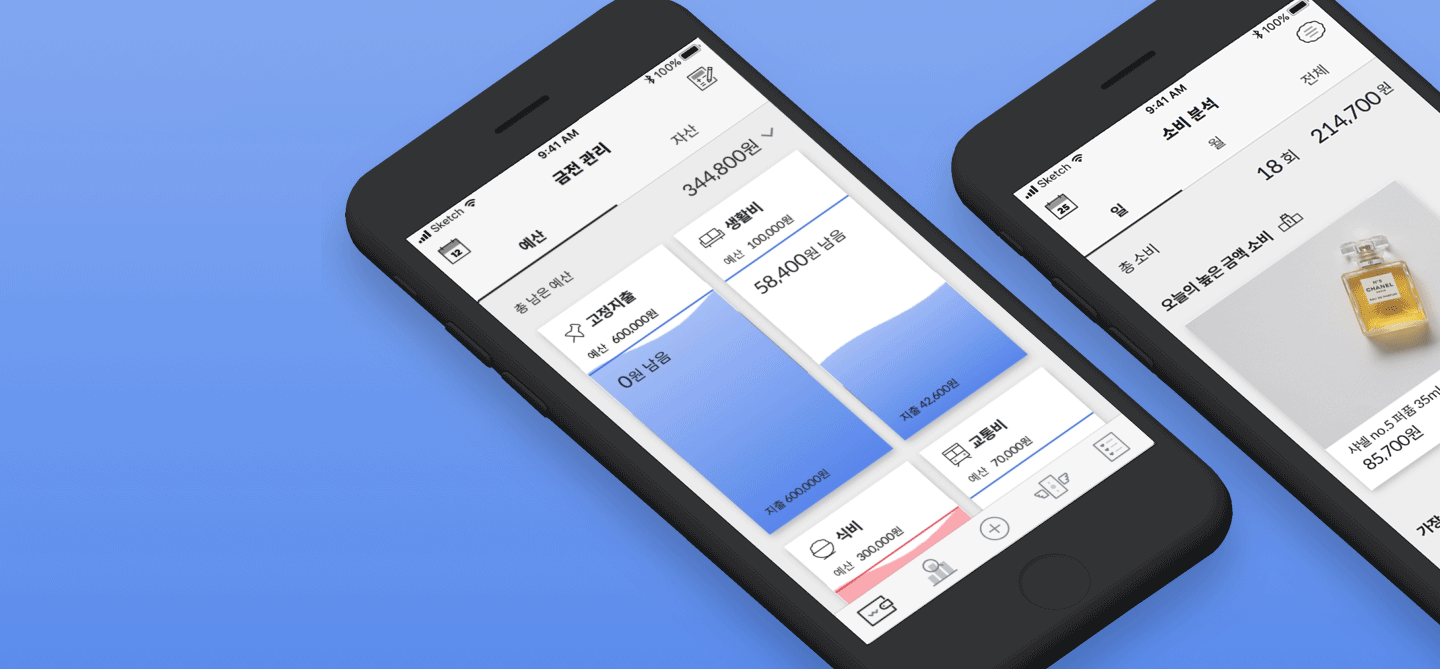 Sketch 9:41 AM 100%
12 금전 관리
예산 자산
총 남은 예산 344,800원
고정지출
예산 600,000원
0원 남음
지출 600,000원
생활비
예산 100,000원
58,400원 남음
지출 42,600원
식비
예산 300,000원
교통비
예산 70,000원
Sketch 9:41 AM 100%
25 소비 분석
일 월 전체
총 소비 18 회 214,700원
오늘의 높은 금액 소비
N°5
CHANEL
샤넬 no.5 퍼퓸 35ml
85,700원
가장